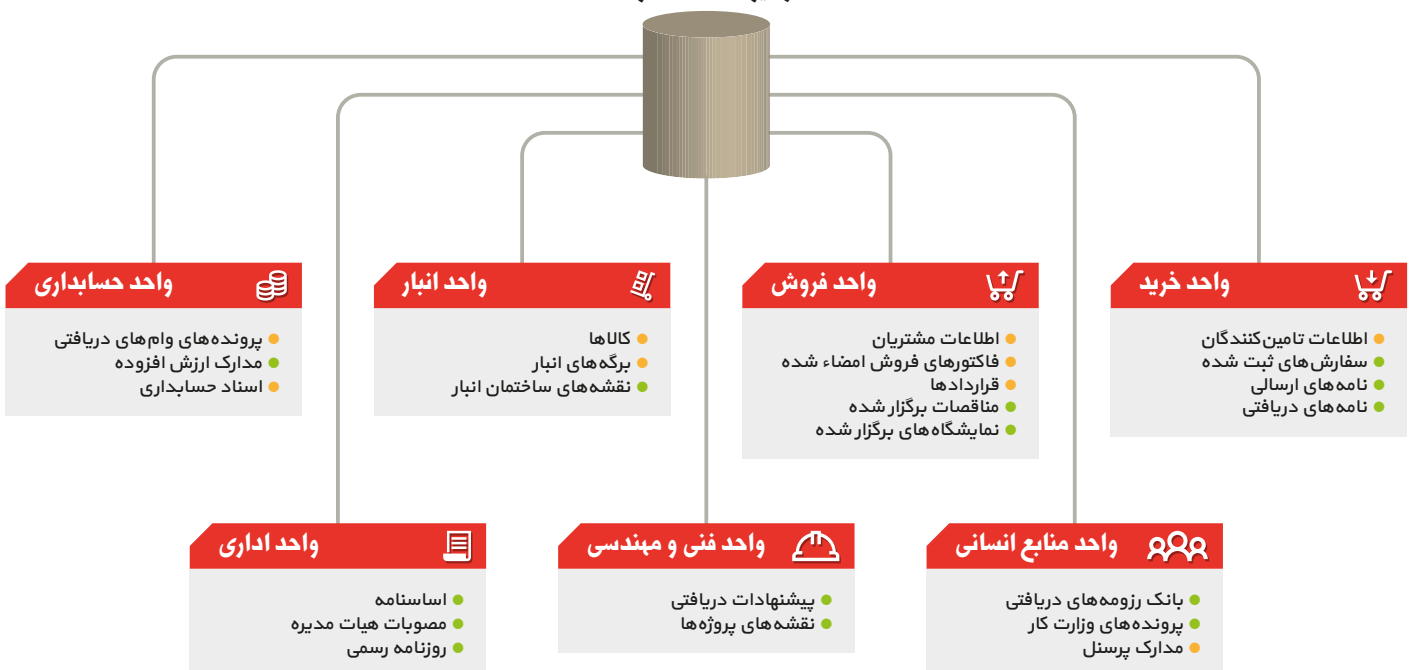 واحد خرید
اطلاعات تامین‌کنندگان
سفارش‌های ثبت شده
نامه‌های ارسالی
نامه‌های دریافتی
واحد فروش
اطلاعات مشتریان
فاکتورهای فروش امضاء شده
قراردادها
مناقصات برگزار شده
نمایشگاه‌های برگزار شده
واحد انبار
کالاها
برگه‌های انبار
نقشه‌های ساختمان انبار
واحد حسابداری
پرونده‌های وام‌های دریافتی
مدارک ارزش افزوده
اسناد حسابداری
واحد منابع انسانی
بانک رزومه‌های دریافتی
پرونده‌های وزارت کار
مدارک پرسنل
واحد فنی و مهندسی
پیشنهادات دریافتی
نقشه‌های پروژه‌ها
واحد اداری
اساسنامه
مصوبات هیات مدیره
روزنامه رسمی